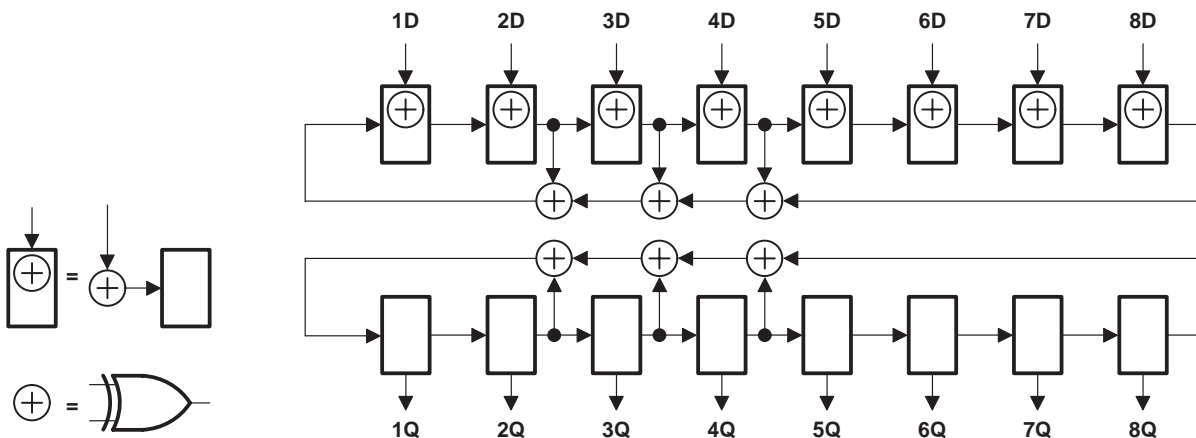 1D 2D 3D 4D 5D 6D 7D 8D
=
=
1Q 2Q 3Q 4Q 5Q 6Q 7Q 8Q